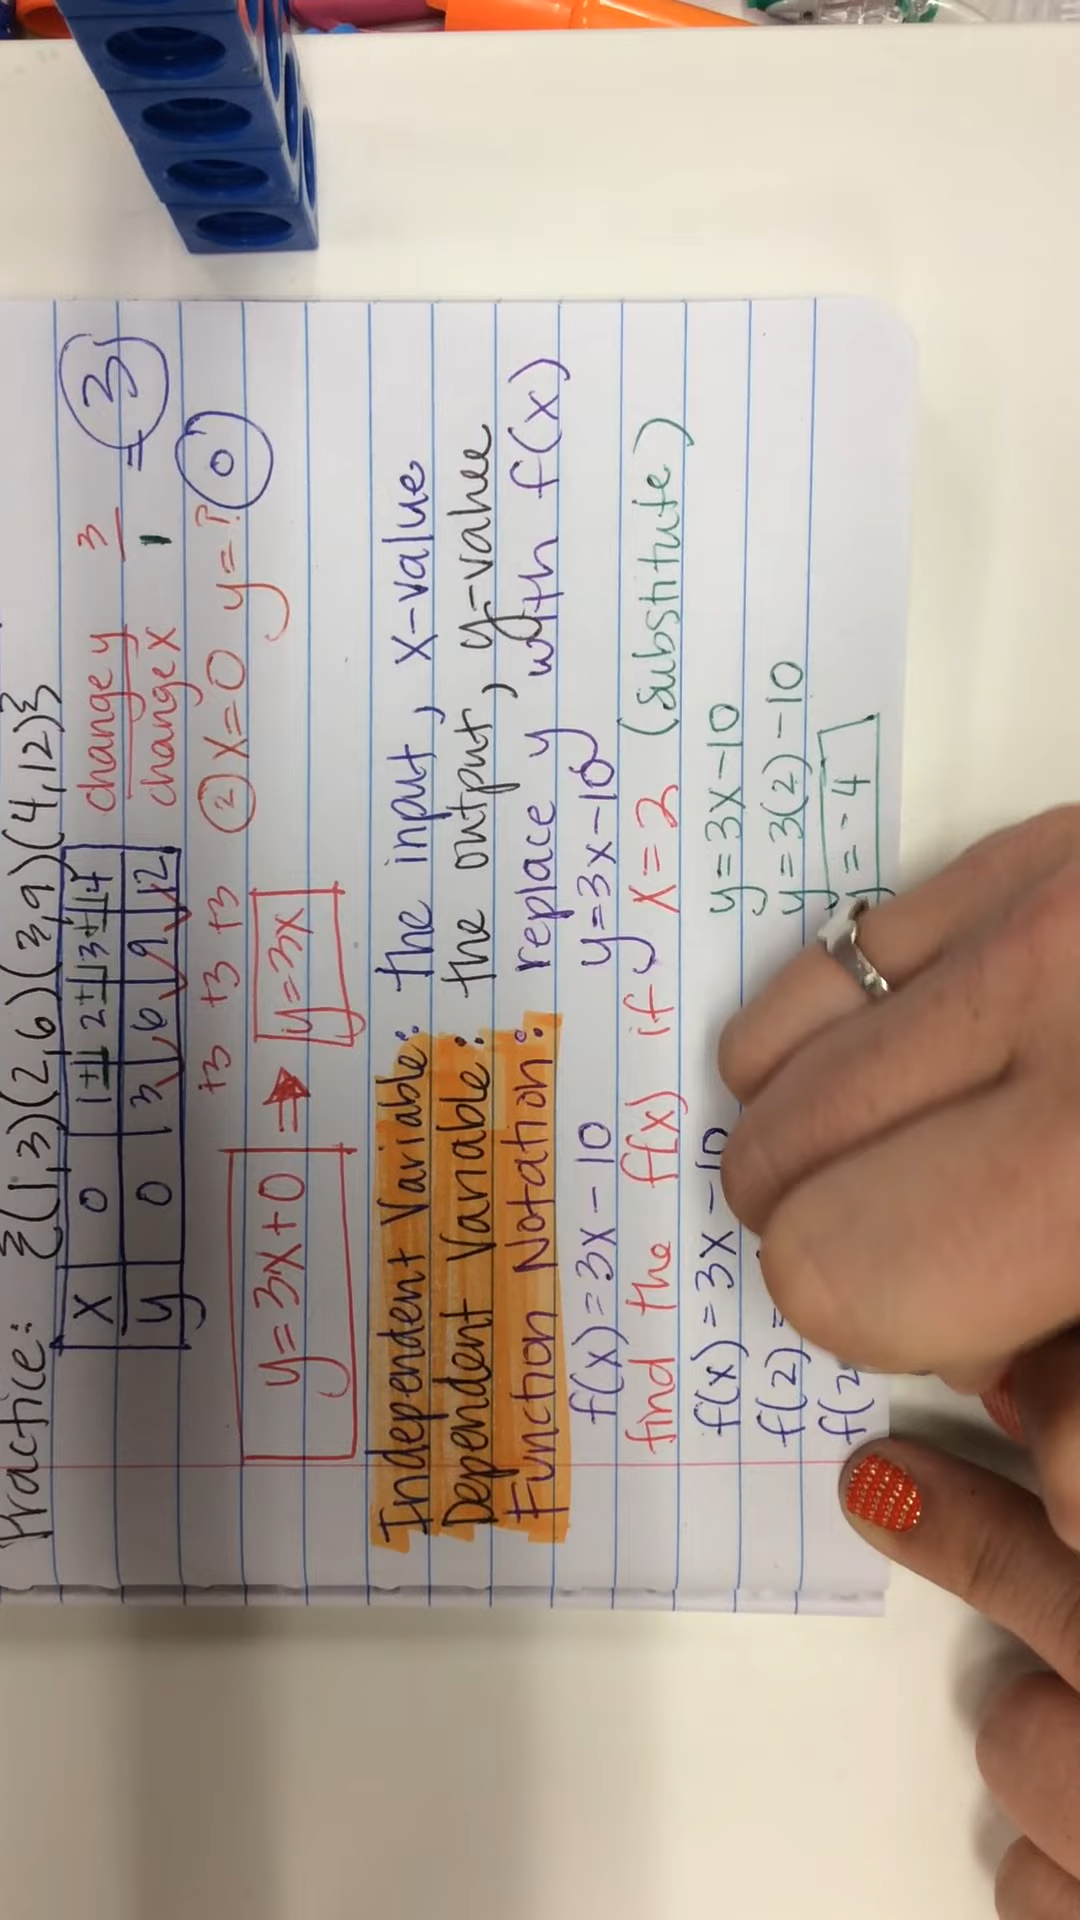 Practice: {(1,3)(2,6)(3,9)(4,12)}
x 0 1 2 3 4
+1 +1 +1
y 0 3 6 9 12
+3 +3 +3
change y / change x 3/1 = 3
② x=0 y=? 0
y=3x+0 ⇒ y=3x
Independent Variable: the input, x-value
Dependent Variable: the output, y-value
Function Notation: replace y with f(x)
f(x)=3x-10 y=3x-10
find the f(x) if x=2 (substitute)
f(x)=3x-10 y=3x-10
f(2)= y=3(2)-10
f(2 y=-4